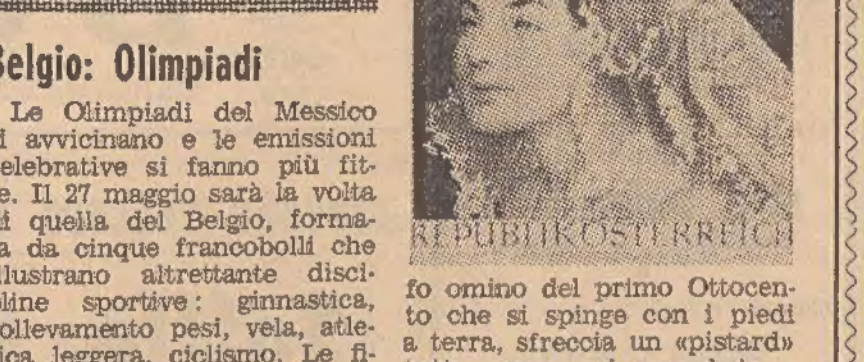 Belgio: Olimpiadi
Le Olimpiadi del Messico
i avvicinano e le emissioni
elebrative si fanno più fit-
e. Il 27 maggio sarà la volta
i quella del Belgio, forma-
a da cinque francobolli che
llustrano altrettante disci-
line sportive: ginnastica,
ollevamento pesi, vela, atle-
ica leggera, ciclismo. Le fi-
REPUBLIK ÖSTERREICH
fo omino del primo Ottocen-
to che si spinge con i piedi
a terra, sfreccia un «pistard»